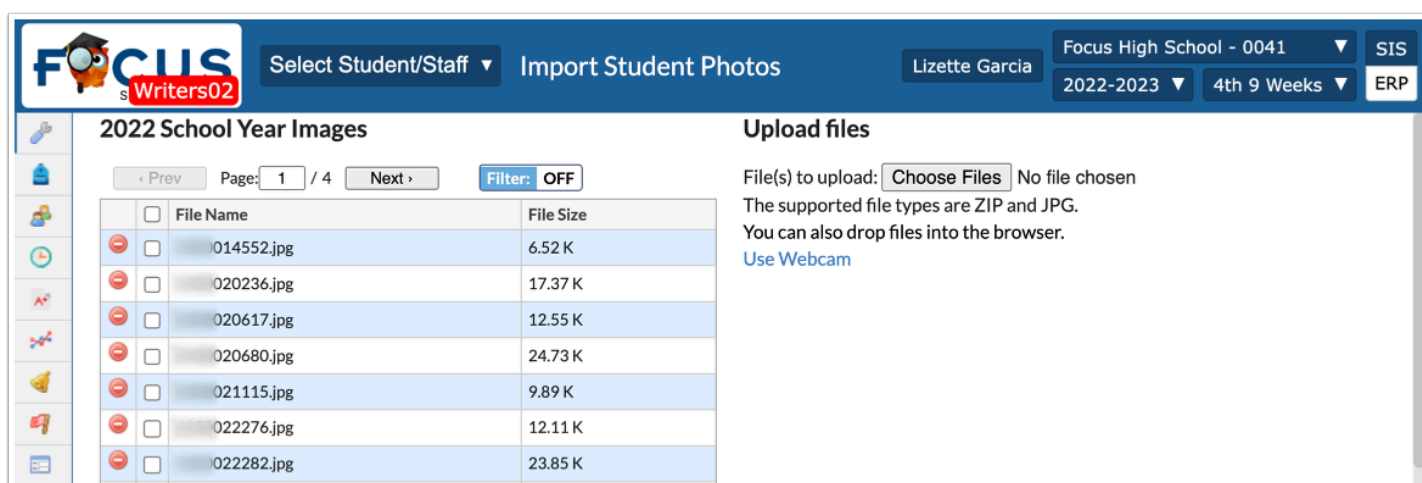 FOCUS
S
Writers02
Select Student/Staff ▼
Import Student Photos
Lizette Garcia
Focus High School - 0041 ▼
SIS
2022-2023 ▼
4th 9 Weeks ▼
ERP
2022 School Year Images
‹ Prev
Page: 1 / 4
Next ›
Filter: OFF
File Name
File Size
014552.jpg
6.52 K
020236.jpg
17.37 K
020617.jpg
12.55 K
020680.jpg
24.73 K
021115.jpg
9.89 K
022276.jpg
12.11 K
022282.jpg
23.85 K
A+
Upload files
File(s) to upload: Choose Files No file chosen
The supported file types are ZIP and JPG.
You can also drop files into the browser.
Use Webcam